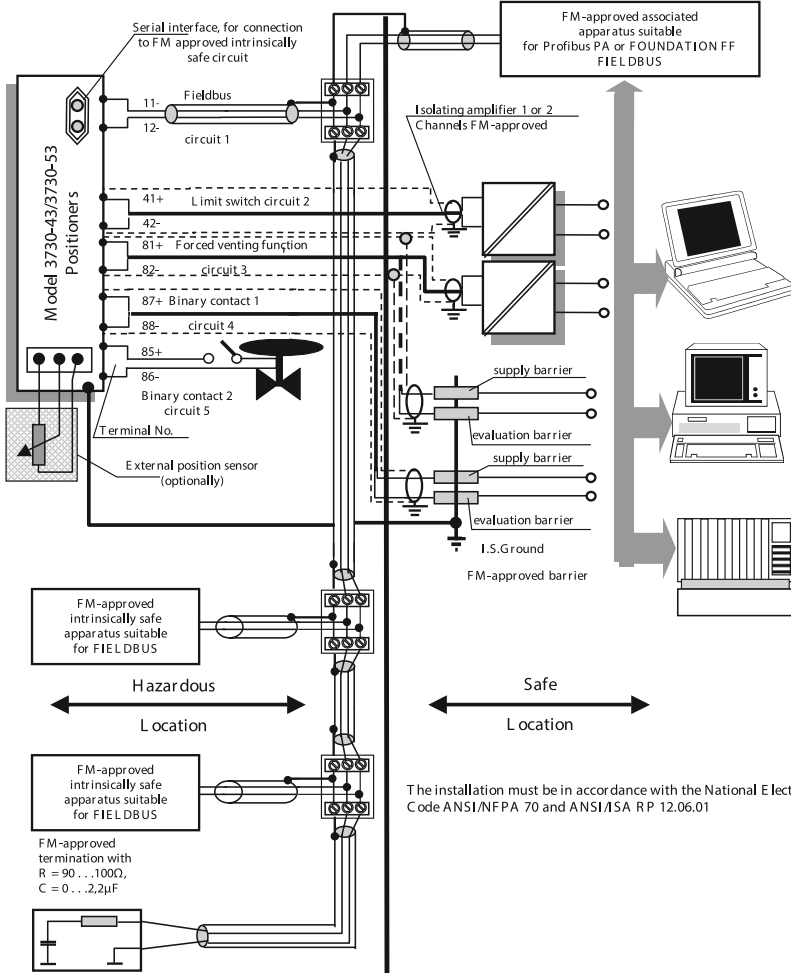 Serial interface, for connection
to FM approved intrinsically
safe circuit
FM-approved associated
apparatus suitable
for Profibus PA or FOUNDATION FF
FIELDBUS
Model 3730-43/3730-53
Positioners
11-
12-
Fieldbus
circuit 1
Isolating amplifier 1 or 2
Channels FM-approved
41+ Limit switch circuit 2
42-
81+ Forced venting function
82- circuit 3
87+ Binary contact 1
88- circuit 4
85+
86-
Binary contact 2
circuit 5
Terminal No.
External position sensor
(optionally)
supply barrier
evaluation barrier
supply barrier
evaluation barrier
I.S.Ground
FM-approved barrier
FM-approved
intrinsically safe
apparatus suitable
for FIELDBUS
Hazardous
Location
Safe
Location
FM-approved
intrinsically safe
apparatus suitable
for FIELDBUS
The installation must be in accordance with the National Elect
Code ANSI/NFPA 70 and ANSI/ISA RP 12.06.01
FM-approved
termination with
R = 90 ...100Ω,
C = 0 ...2,2µF